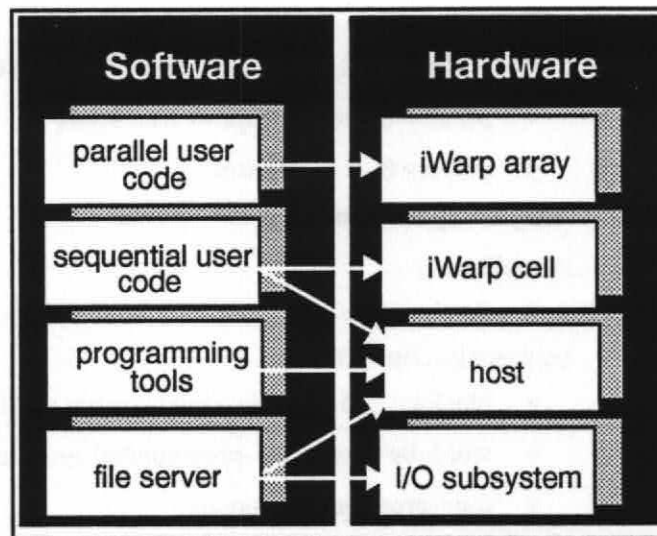 Software
parallel user
code
sequential user
code
programming
tools
file server
Hardware
iWarp array
iWarp cell
host
I/O subsystem